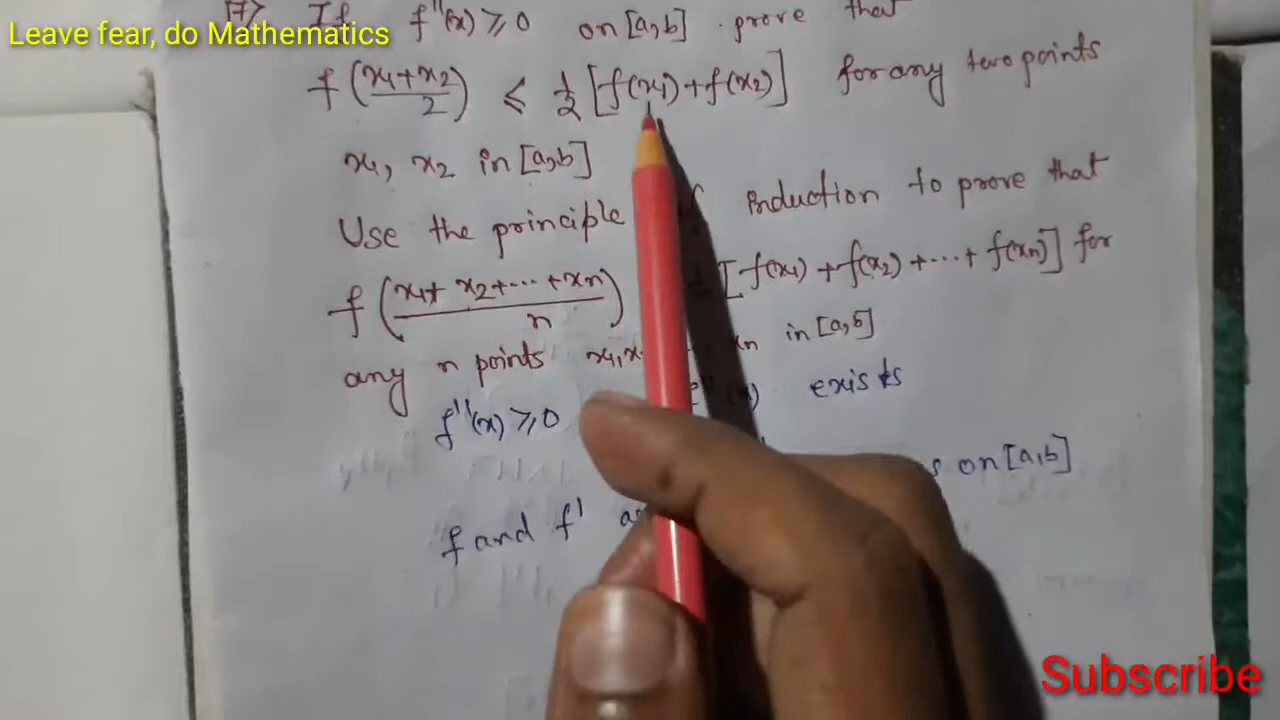 If f''(x) ⩾ 0 on [a,b] . prove that
Leave fear, do Mathematics
f((x1+x2)/2) ⩽ 1/2 [f(x1)+f(x2)] for any two points
x1, x2 in [a,b]
Use the principle induction to prove that
f((x1+ x2+···+xn)/n) [f(x1)+f(x2)+···+f(xn)] for
any n points x1, xn in [a,b]
f''(x) ⩾ 0 exists
on [a,b]
f and f'
Subscribe